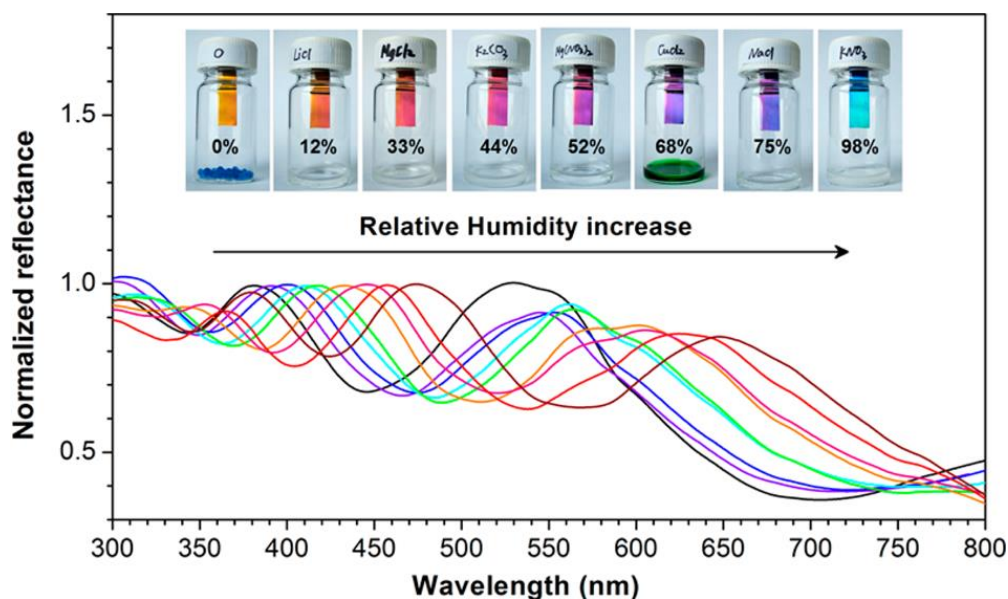 O LiCl MgCl2 K2CO3 Mg(NO3)2 CuCl2 NaCl KNO3
0% 12% 33% 44% 52% 68% 75% 98%
Relative Humidity increase
Normalized reflectance
1.5
1.0
0.5
300 350 400 450 500 550 600 650 700 750 800
Wavelength (nm)